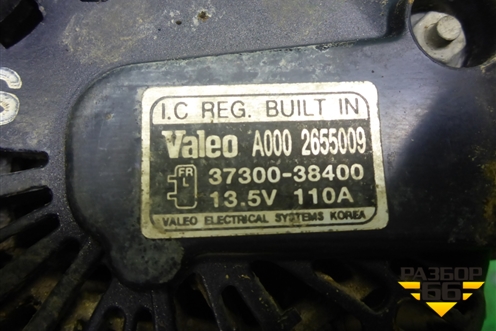 I.C REG. BUILT IN
Valeo A000 2655009
FR
L
37300-38400
13.5V 110A
VALEO ELECTRICAL SYSTEMS KOREA
РАЗБОР
66